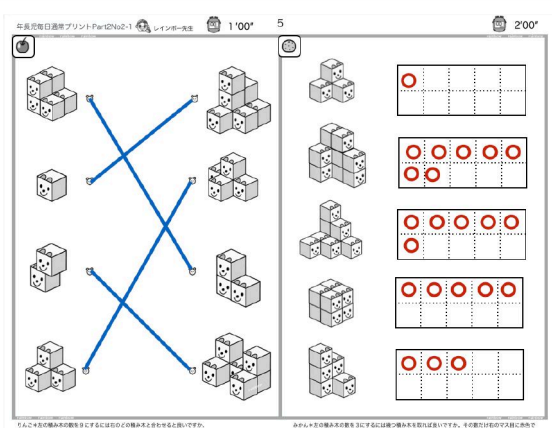 年長児毎日通常プリントPart2No2-1
レインボー先生
1 '00"
5
2'00"
りんご＊左の積み木の数を９にするには右のどの積み木と合わせると良いですか。
みかん＊左の積み木の数を３にするには幾つ積み木を取れば良いですか。その数だけ右のマス目に赤色で